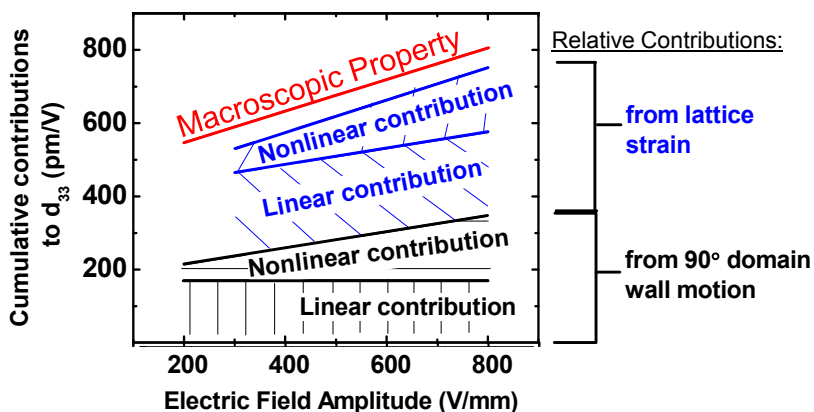 Cumulative contributions
to d33 (pm/V)
800
600
400
200
200
400
600
800
Electric Field Amplitude (V/mm)
Macroscopic Property
Nonlinear contribution
Linear contribution
Nonlinear contribution
Linear contribution
Relative Contributions:
from lattice
strain
from 90° domain
wall motion